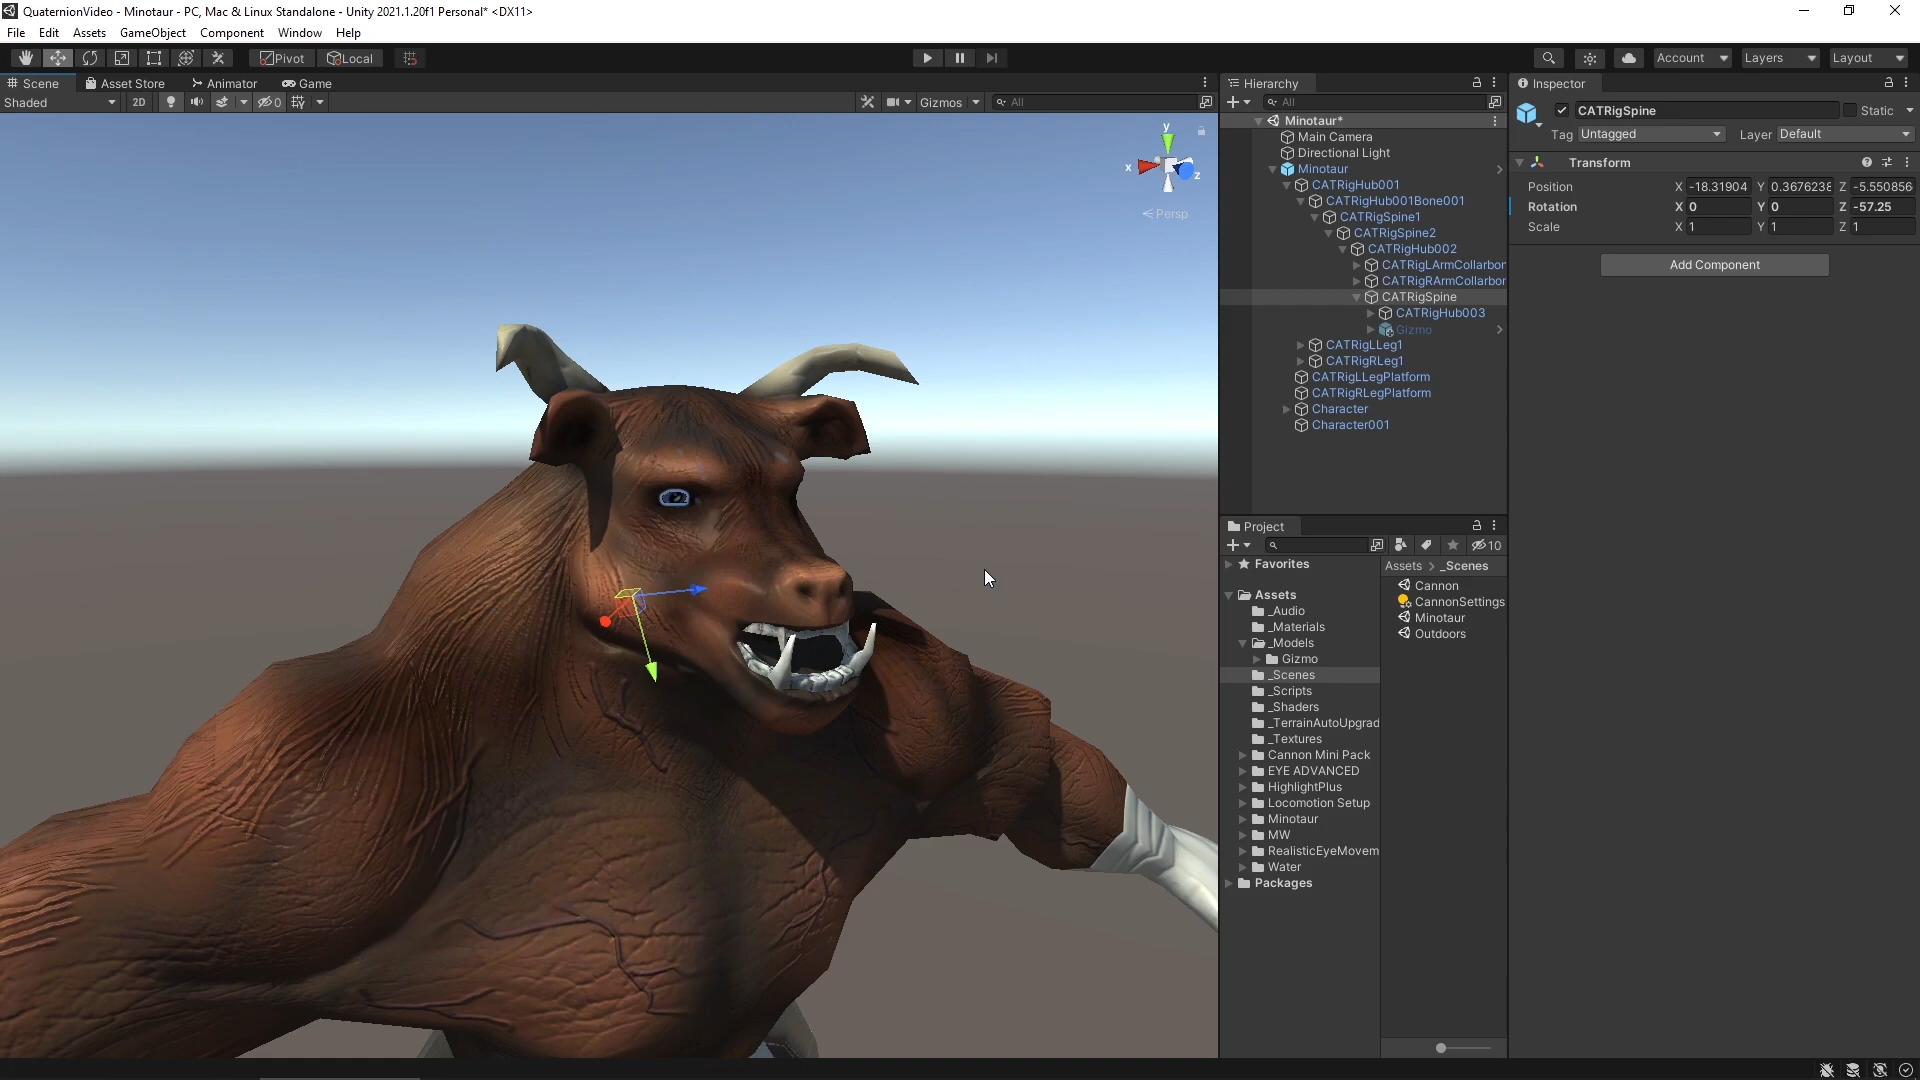 QuaternionVideo - Minotaur - PC, Mac & Linux Standalone - Unity 2021.1.20f1 Personal* <DX11>
File Edit Assets GameObject Component Window Help
Pivot Local Account Layers Layout
Scene Asset Store Animator Game
Shaded 2D 0 Gizmos All
y
x
z
Persp
Hierarchy
All
Minotaur*
Main Camera
Directional Light
Minotaur
CATRigHub001
CATRigHub001Bone001
CATRigSpine1
CATRigSpine2
CATRigHub002
CATRigLArmCollarbon
CATRigRArmCollarbon
CATRigSpine
CATRigHub003
Gizmo
CATRigLLeg1
CATRigRLeg1
CATRigLLegPlatform
CATRigRLegPlatform
Character
Character001
Project
10
Favorites
Assets
_Audio
_Materials
_Models
Gizmo
_Scenes
_Scripts
_Shaders
_TerrainAutoUpgrad
_Textures
Cannon Mini Pack
EYE ADVANCED
HighlightPlus
Locomotion Setup
Minotaur
MW
RealisticEyeMovem
Water
Packages
Assets > _Scenes
Cannon
CannonSettings
Minotaur
Outdoors
Inspector
CATRigSpine Static
Tag Untagged Layer Default
Transform
Position X -18.31904 Y 0.3676238 Z -5.550856
Rotation X 0 Y 0 Z -57.25
Scale X 1 Y 1 Z 1
Add Component